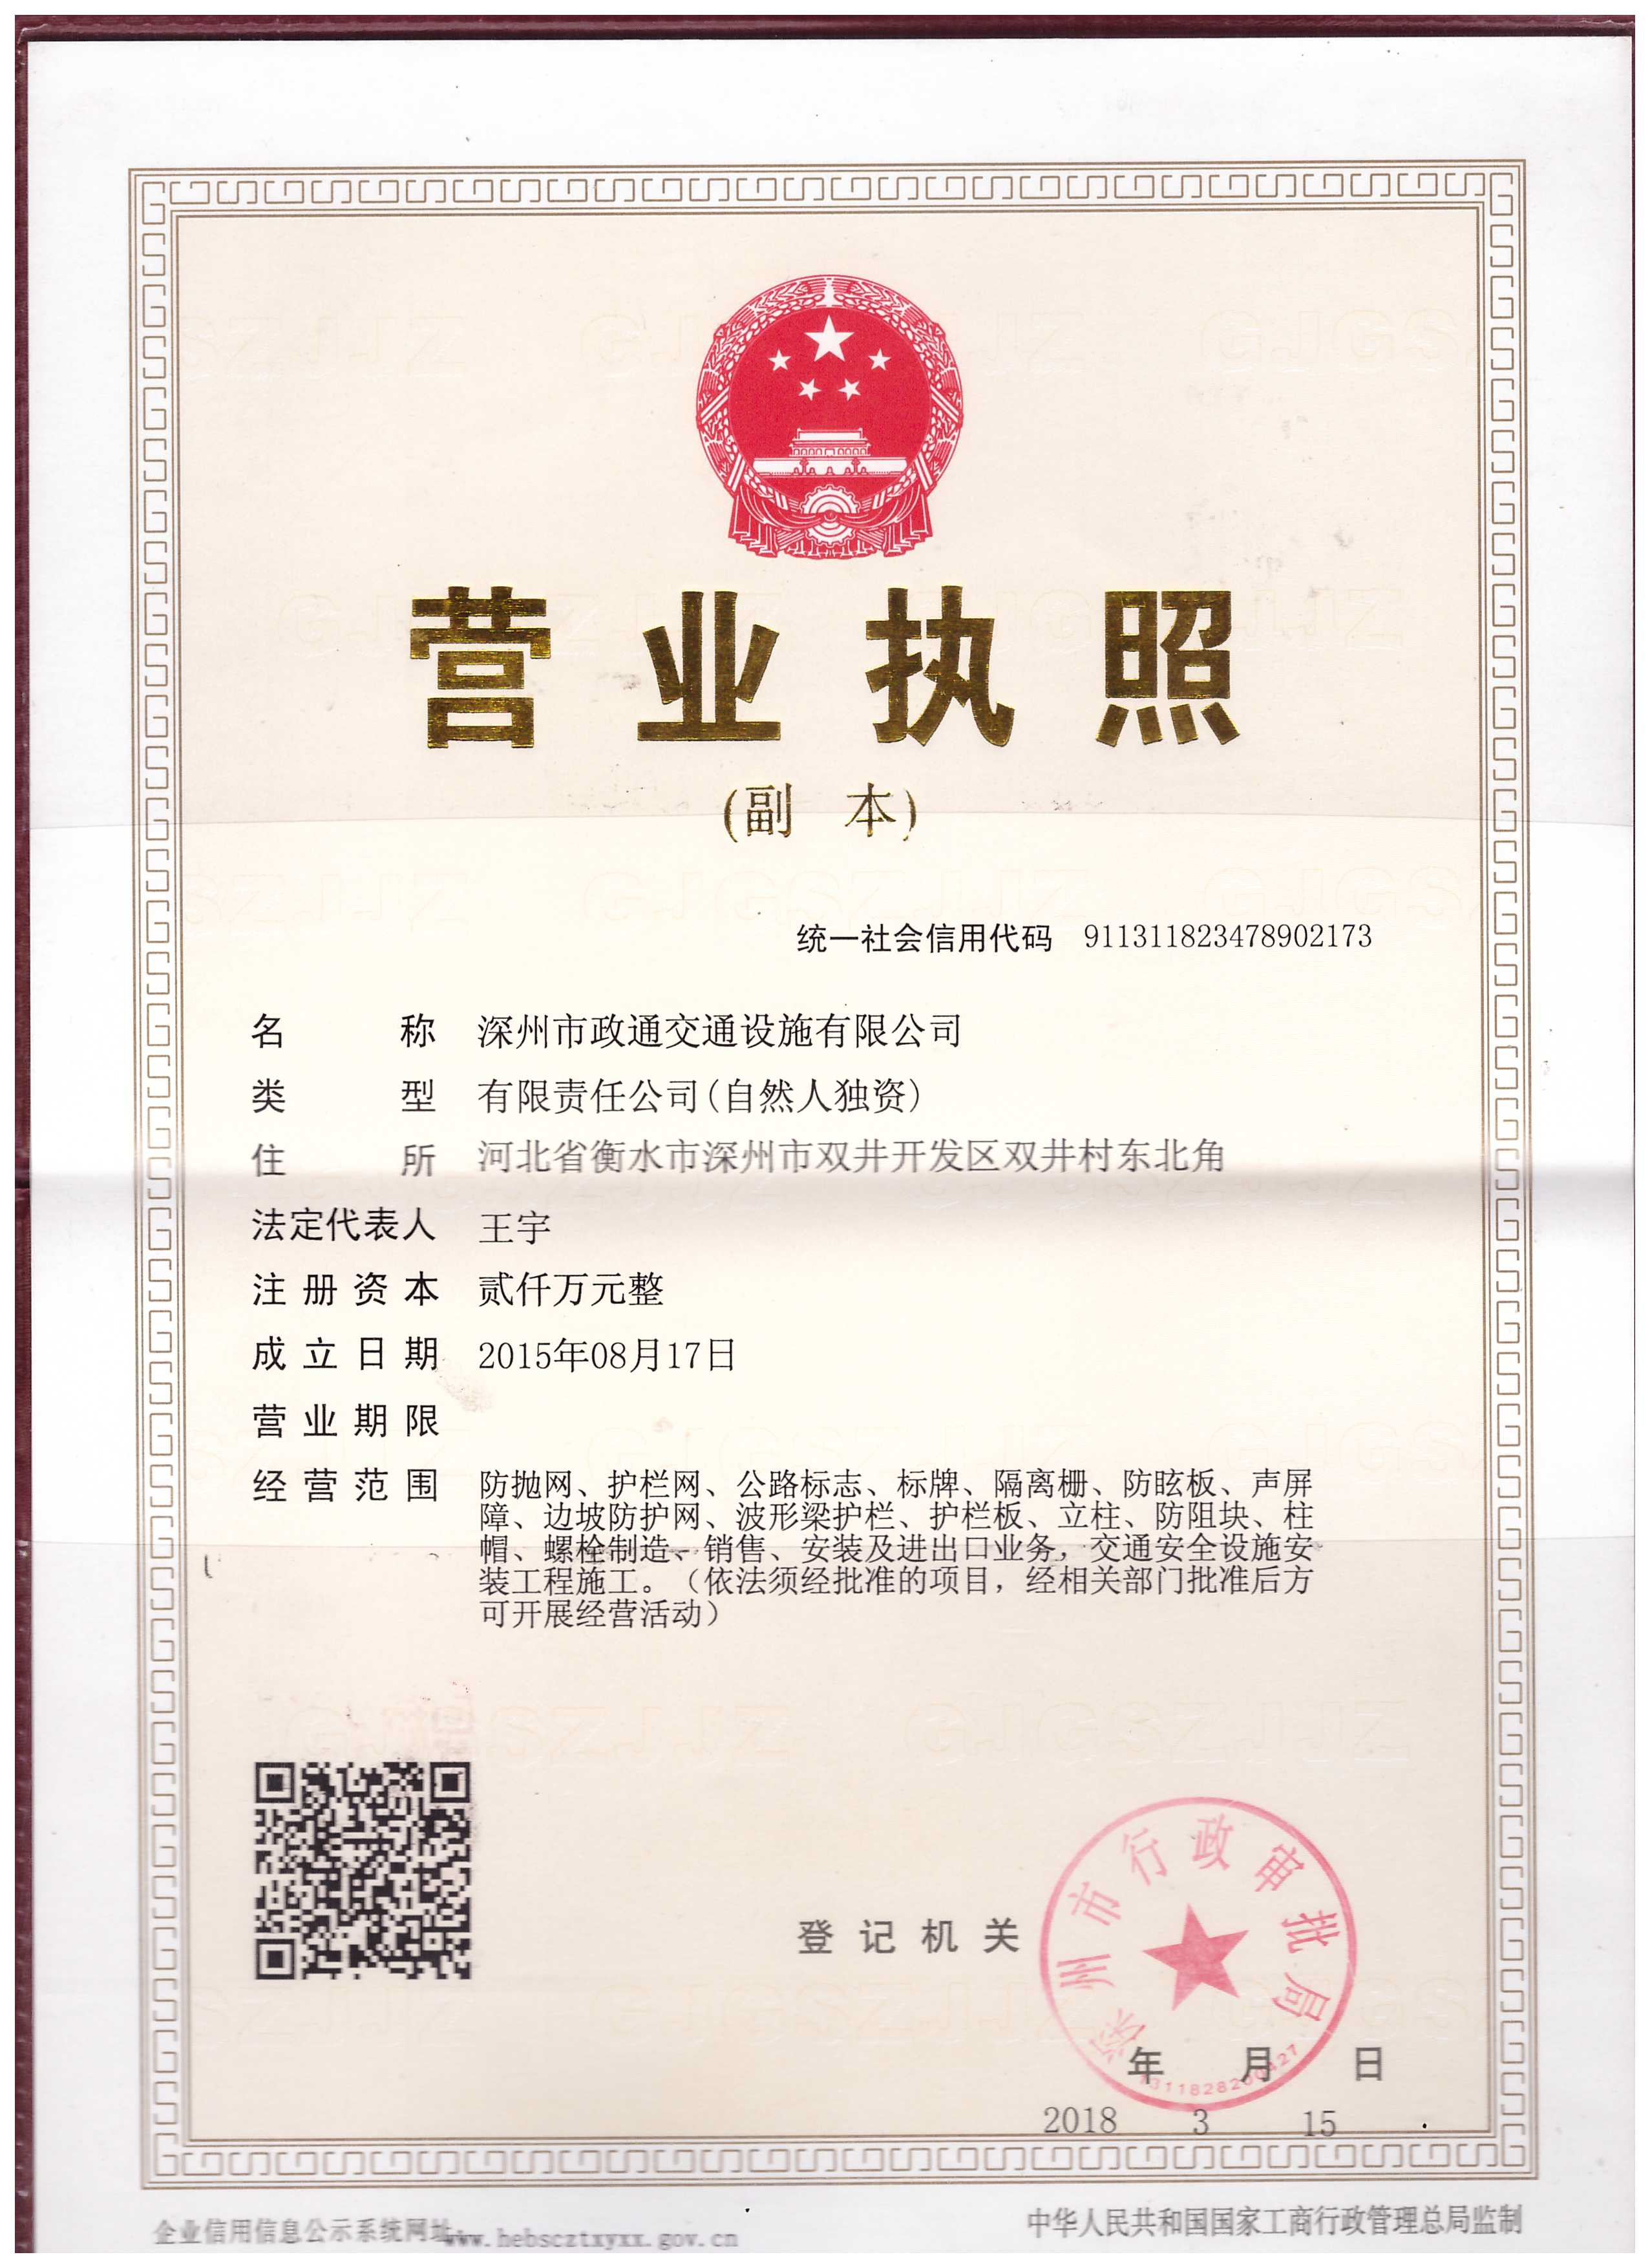 营业执照
(副 本)
统一社会信用代码 911311823478902173
名 称 深州市政通交通设施有限公司
类 型 有限责任公司(自然人独资)
住 所 河北省衡水市深州市双井开发区双井村东北角
法定代表人 王宇
注册资本 贰仟万元整
成立日期 2015年08月17日
营业期限
经营范围 防抛网、护栏网、公路标志、标牌、隔离栅、防眩板、声屏
障、边坡防护网、波形梁护栏、护栏板、立柱、防阻块、柱
帽、螺栓制造、销售、安装及进出口业务，交通安全设施安
装工程施工。（依法须经批准的项目，经相关部门批准后方
可开展经营活动）
登记机关
深州市行政审批局
年 月 日
2018 3 15
企业信用信息公示系统网址 www.hebscztxyxx.gov.cn
中华人民共和国国家工商行政管理总局监制